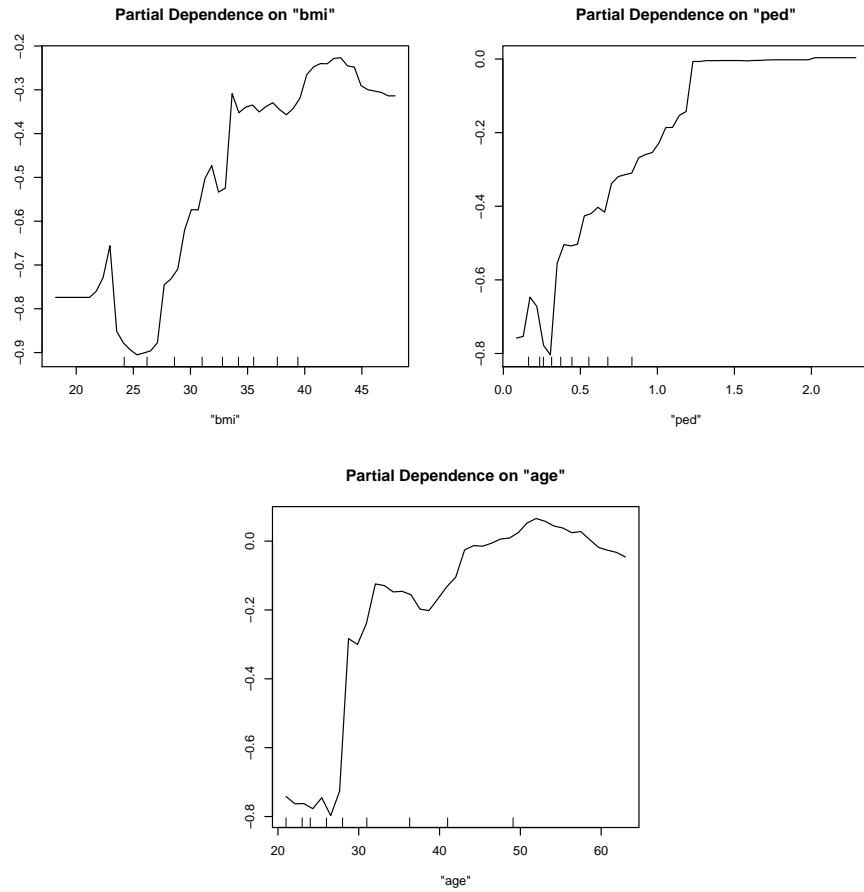 Partial Dependence on "bmi"
-0.2
-0.3
-0.4
-0.5
-0.6
-0.7
-0.8
-0.9
20 25 30 35 40 45
"bmi"
Partial Dependence on "ped"
0.0
-0.2
-0.4
-0.6
-0.8
0.0 0.5 1.0 1.5 2.0
"ped"
Partial Dependence on "age"
0.0
-0.2
-0.4
-0.6
-0.8
20 30 40 50 60
"age"